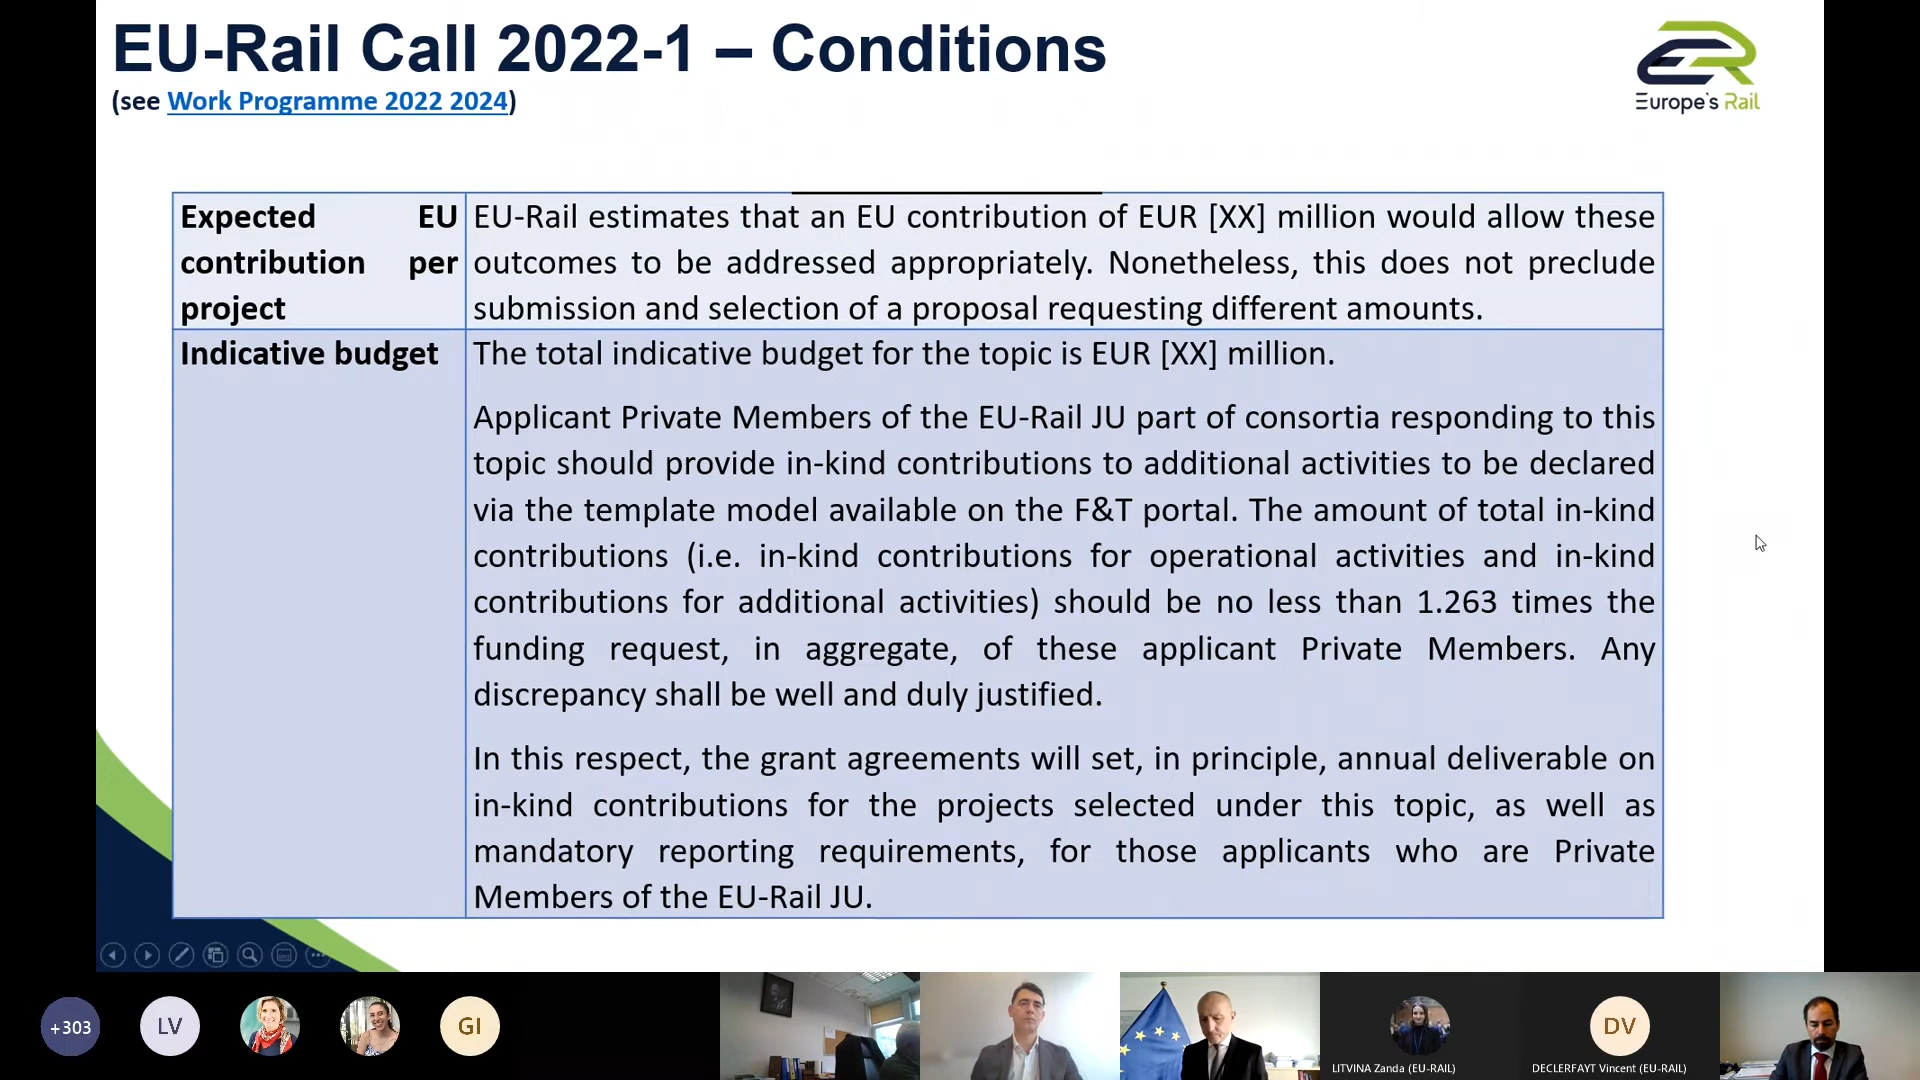 EU-Rail Call 2022-1 – Conditions
(see Work Programme 2022 2024)
Europe's Rail
Expected EU
contribution per
project
EU-Rail estimates that an EU contribution of EUR [XX] million would allow these
outcomes to be addressed appropriately. Nonetheless, this does not preclude
submission and selection of a proposal requesting different amounts.
Indicative budget
The total indicative budget for the topic is EUR [XX] million.
Applicant Private Members of the EU-Rail JU part of consortia responding to this
topic should provide in-kind contributions to additional activities to be declared
via the template model available on the F&T portal. The amount of total in-kind
contributions (i.e. in-kind contributions for operational activities and in-kind
contributions for additional activities) should be no less than 1.263 times the
funding request, in aggregate, of these applicant Private Members. Any
discrepancy shall be well and duly justified.
In this respect, the grant agreements will set, in principle, annual deliverable on
in-kind contributions for the projects selected under this topic, as well as
mandatory reporting requirements, for those applicants who are Private
Members of the EU-Rail JU.
+303
LV
GI
LITVINA Zanda (EU-RAIL)
DV
DECLERFAYT Vincent (EU-RAIL)